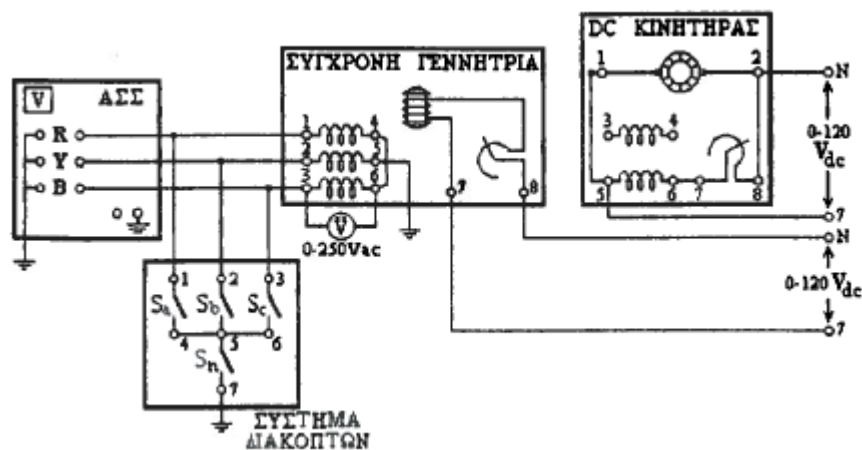 DC ΚΙΝΗΤΗΡΑΣ
1 2 N
3 4
0-120 Vdc
5 6 7 8
7
N
0-120 Vdc
7
ΣΥΓΧΡΟΝΗ ΓΕΝΝΗΤΡΙΑ
1 4
2 5
3 6
7 8
V
0-250Vac
V ΑΣΣ
R
Y
B
1 2 3
Sa Sb Sc
4 5 6
Sn
7
ΣΥΣΤΗΜΑ
ΔΙΑΚΟΠΤΩΝ